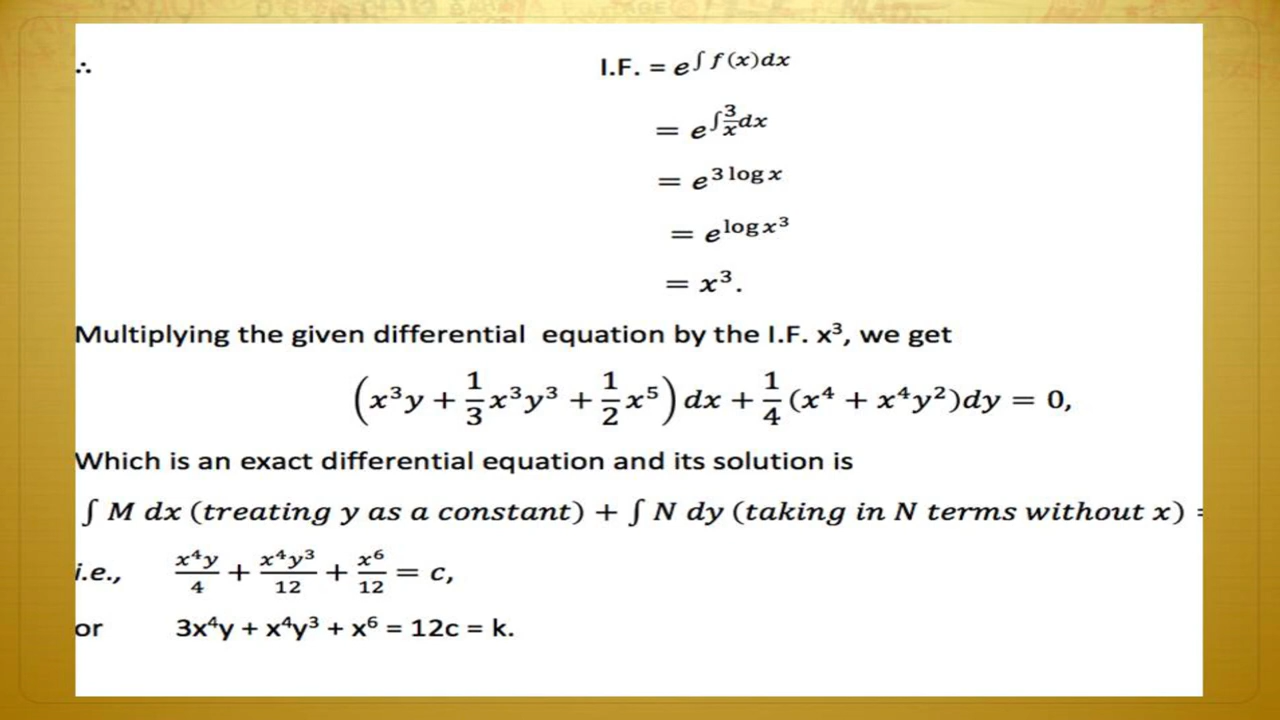 ∴ I.F. = e^{∫ f(x)dx}
= e^{∫ 3/x dx}
= e^{3 log x}
= e^{log x³}
= x³.
Multiplying the given differential equation by the I.F. x³, we get
(x³y + 1/3 x³y³ + 1/2 x⁵) dx + 1/4 (x⁴ + x⁴y²)dy = 0,
Which is an exact differential equation and its solution is
∫ M dx (treating y as a constant) + ∫ N dy (taking in N terms without x) =
i.e., x⁴y/4 + x⁴y³/12 + x⁶/12 = c,
or 3x⁴y + x⁴y³ + x⁶ = 12c = k.